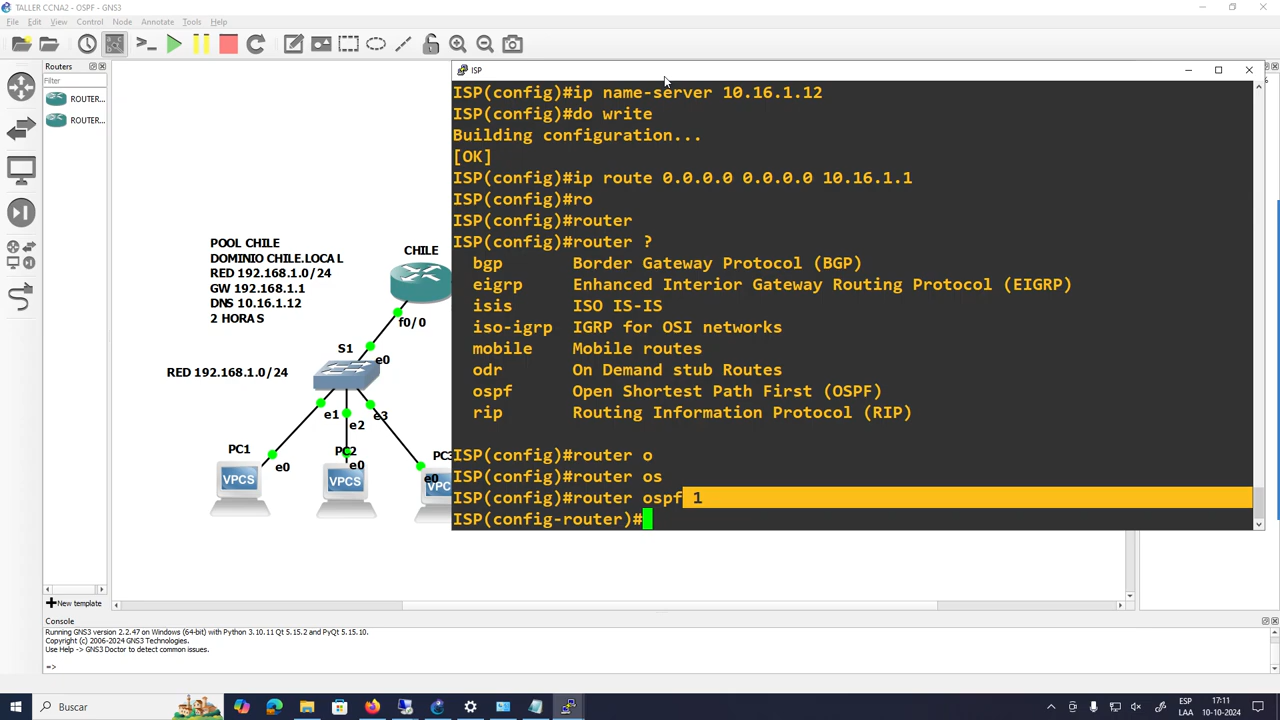 TALLER CCNA2 - OSPF - GNS3
File Edit View Control Node Annotate Tools Help
Routers
Filter
ROUTER...
ROUTER...
ISP
ISP(config)#ip name-server 10.16.1.12
ISP(config)#do write
Building configuration...
[OK]
ISP(config)#ip route 0.0.0.0 0.0.0.0 10.16.1.1
ISP(config)#ro
ISP(config)#router
ISP(config)#router ?
bgp Border Gateway Protocol (BGP)
eigrp Enhanced Interior Gateway Routing Protocol (EIGRP)
isis ISO IS-IS
iso-igrp IGRP for OSI networks
mobile Mobile routes
odr On Demand stub Routes
ospf Open Shortest Path First (OSPF)
rip Routing Information Protocol (RIP)
ISP(config)#router o
ISP(config)#router os
ISP(config)#router ospf 1
ISP(config-router)#
POOL CHILE
DOMINIO CHILE.LOCAL
RED 192.168.1.0/24
GW 192.168.1.1
DNS 10.16.1.12
2 HORAS
CHILE
f0/0
S1
e0
RED 192.168.1.0/24
e1
e2
e3
PC1
e0
VPCS
PC2
e0
VPCS
PC3
e0
VPCS
New template
Console
Running GNS3 version 2.2.47 on Windows (64-bit) with Python 3.10.11 Qt 5.15.2 and PyQt 5.15.10.
Copyright (c) 2006-2024 GNS3 Technologies.
Use Help -> GNS3 Doctor to detect common issues.
=>
Buscar
ESP
LAA
17:11
10-10-2024